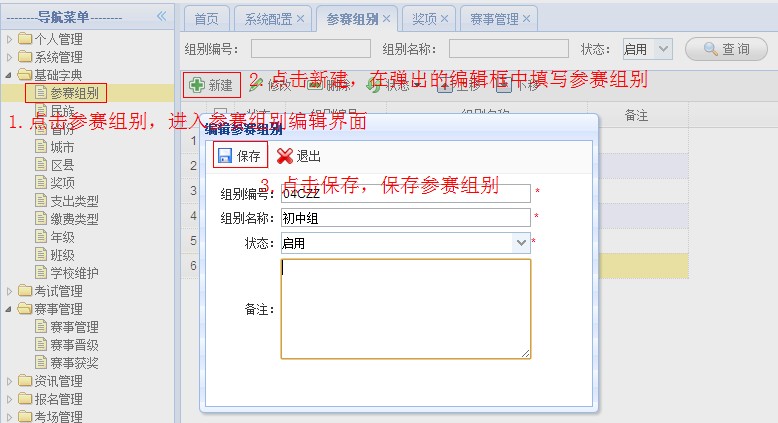 --------导航菜单--------
首页
系统配置
参赛组别
奖项
赛事管理
个人管理
系统管理
基础字典
参赛组别
民族
省份
城市
区县
奖项
支出类型
缴费类型
年级
班级
学校维护
考试管理
赛事管理
赛事管理
赛事晋级
赛事获奖
资讯管理
报名管理
考场管理
组别编号：
组别名称：
状态：
启用
查 询
新建
修改
删除
状态
上移
下移
状态
组别编号
组别名称
备注
1
3
4
5
6
1.点击参赛组别，进入参赛组别编辑界面
2.点击新建，在弹出的编辑框中填写参赛组别
编辑参赛组别
保存
退出
3.点击保存，保存参赛组别
组别编号：
04CZZ
*
组别名称：
初中组
*
状态：
启用
*
备注：